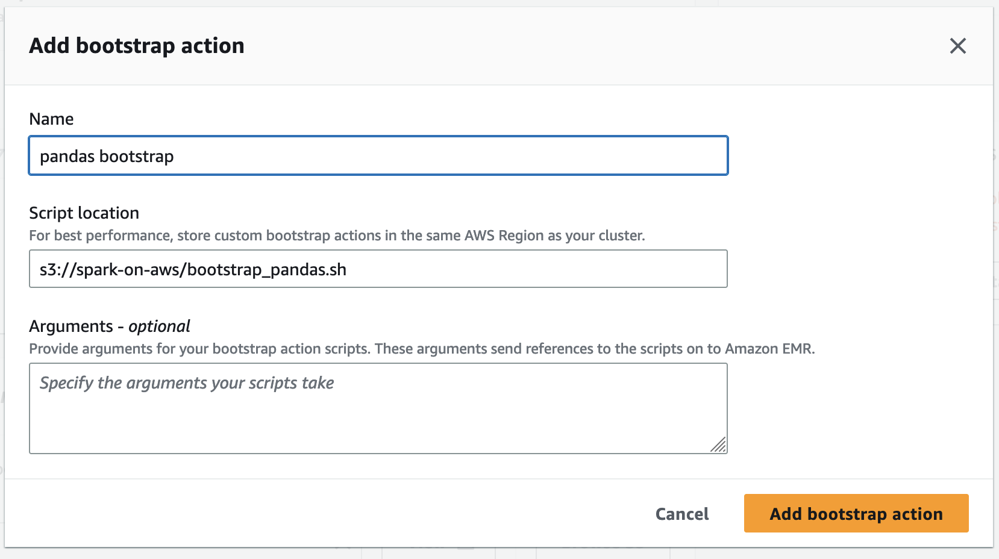 Add bootstrap action
Name
pandas bootstrap
Script location
For best performance, store custom bootstrap actions in the same AWS Region as your cluster.
s3://spark-on-aws/bootstrap_pandas.sh
Arguments - optional
Provide arguments for your bootstrap action scripts. These arguments send references to the scripts on to Amazon EMR.
Specify the arguments your scripts take
Cancel
Add bootstrap action